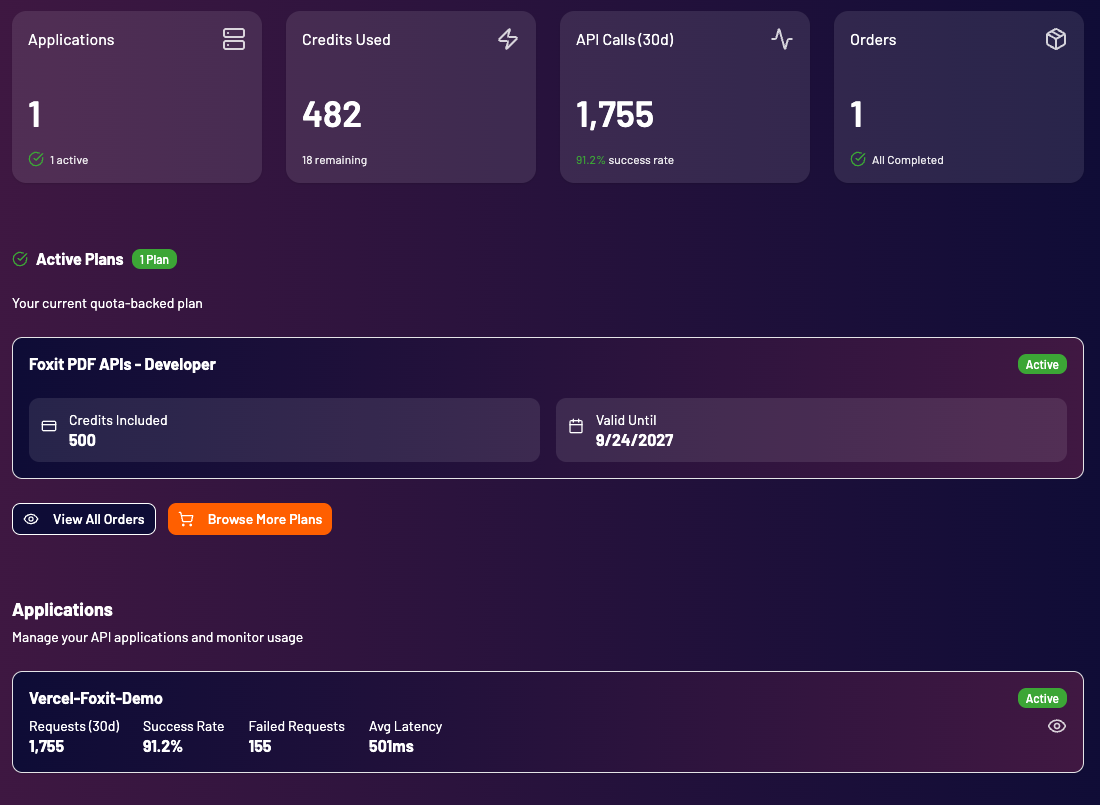 Applications
1
1 active
Credits Used
482
18 remaining
API Calls (30d)
1,755
91.2% success rate
Orders
1
All Completed
Active Plans 1 Plan
Your current quota-backed plan
Foxit PDF APIs - Developer Active
Credits Included
500
Valid Until
9/24/2027
View All Orders Browse More Plans
Applications
Manage your API applications and monitor usage
Vercel-Foxit-Demo Active
Requests (30d) Success Rate Failed Requests Avg Latency
1,755 91.2% 155 501ms